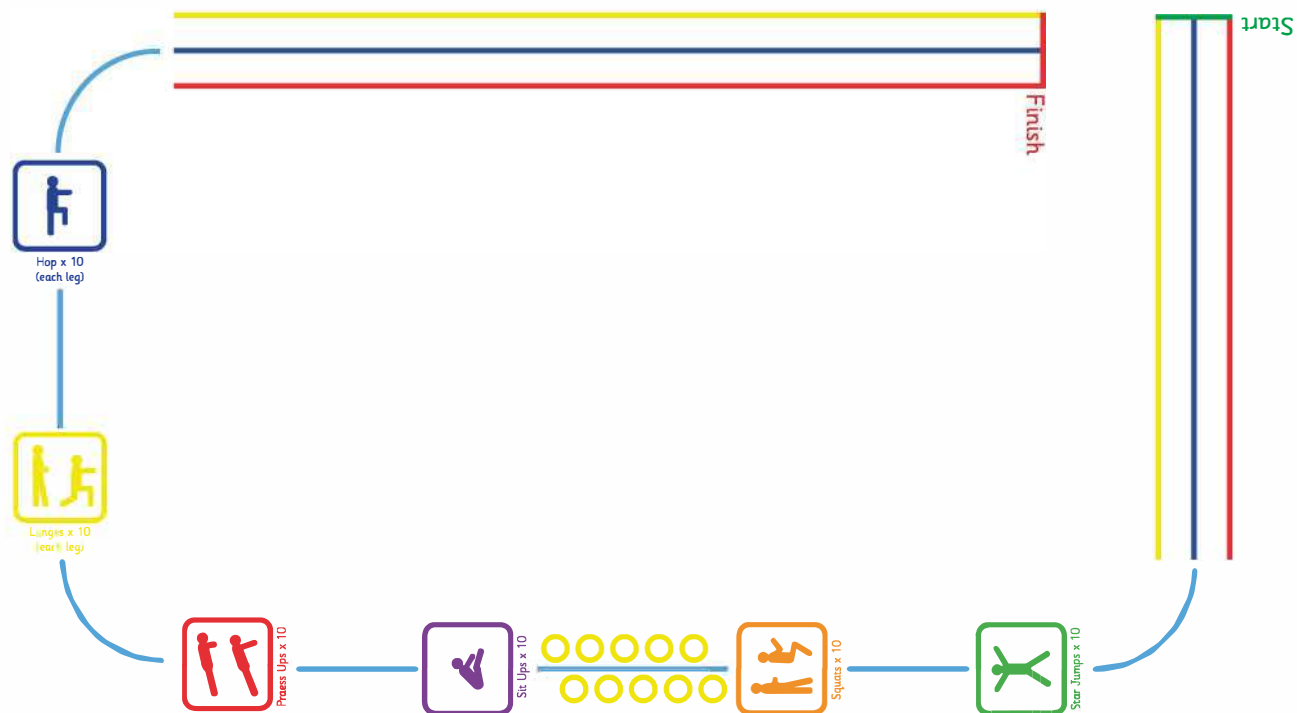 Start
Star Jumps x 10
Squats x 10
Sit Ups x 10
Praess Ups x 10
Lunges x 10
(each leg)
Hop x 10
(each leg)
Finish